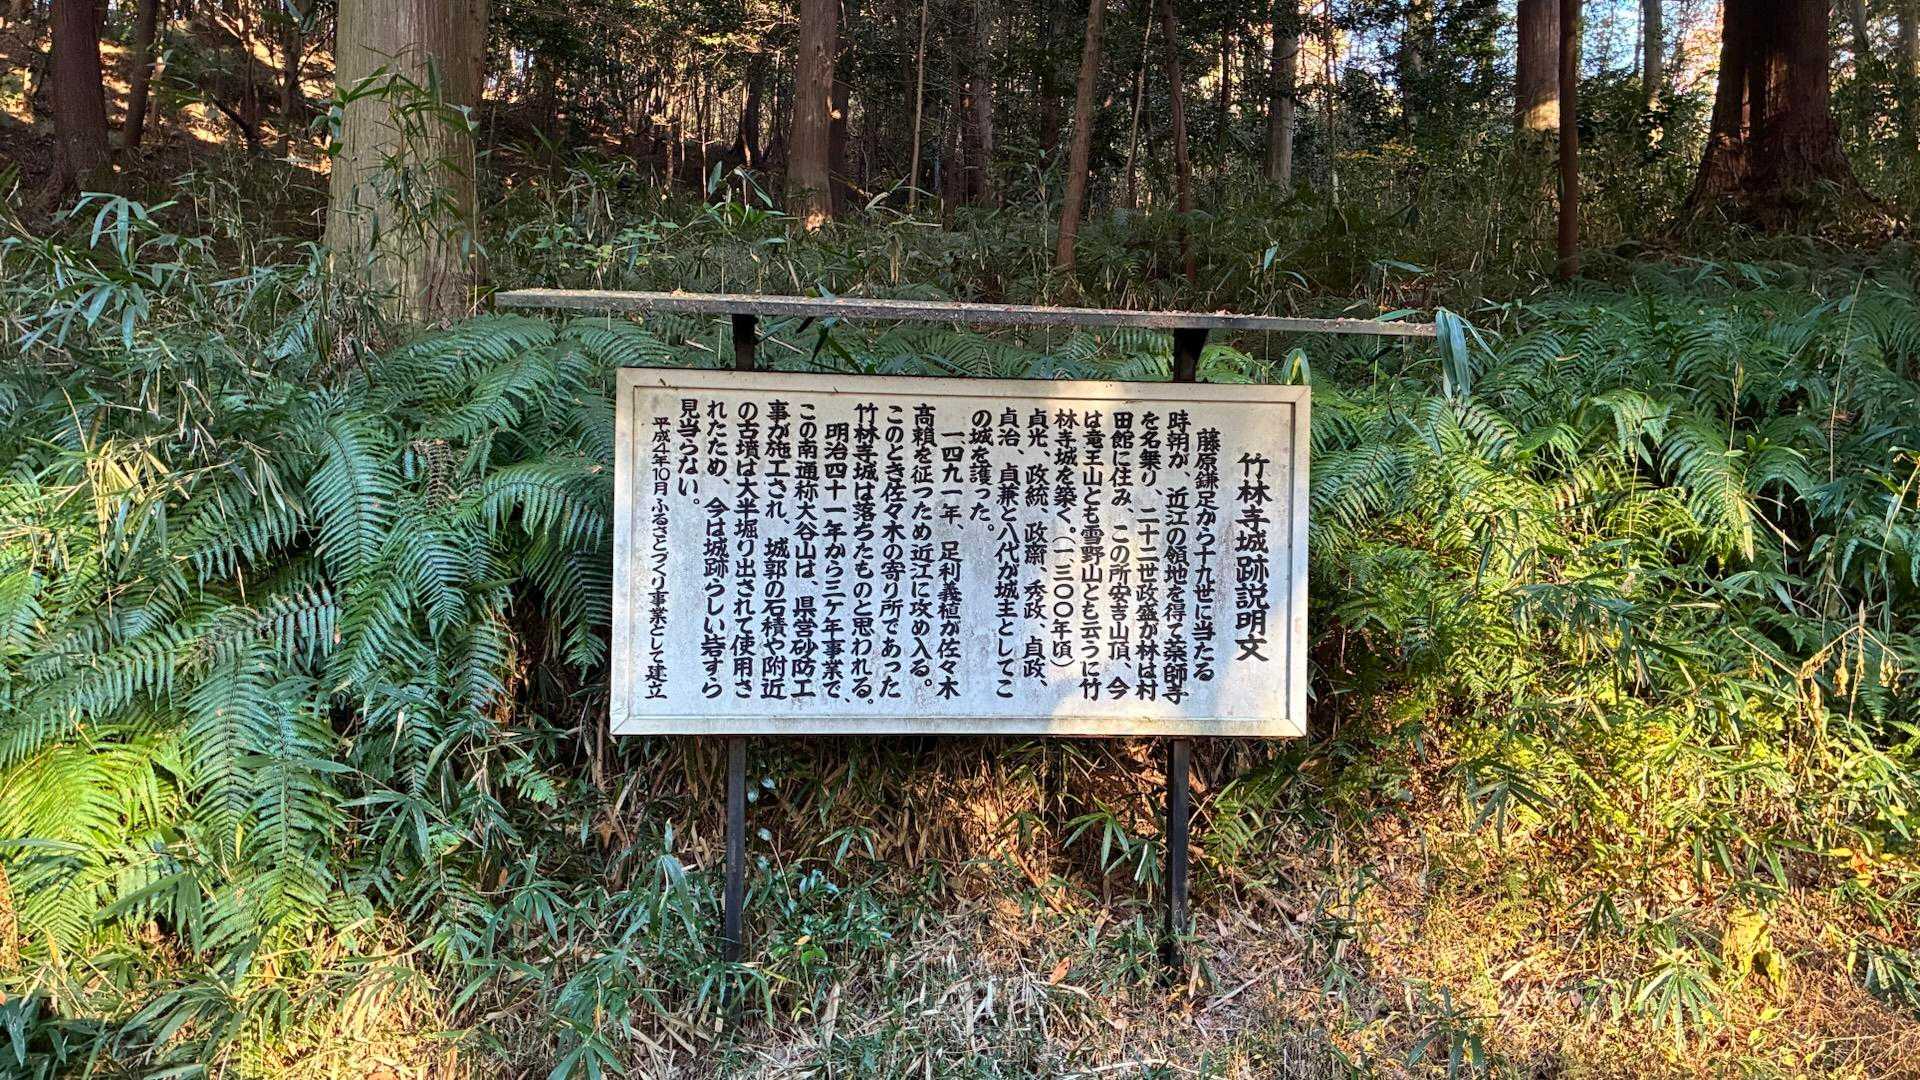 竹林寺城跡説明文
藤原鎌足から十九世に当たる
時朝が、近江の領地を得て薬師寺
を名乗り、二十二世政盛が林は村
田館に住み、この所安吉山頂、今
は竜王山とも雪野山とも云うに竹
林寺城を築く。(一三〇〇年頃)
貞光、政統、政齋、秀政、貞政、
貞治、貞兼と八代が城主としてこ
の城を護った。
一四九一年、足利義植が佐々木
高頼を征つため近江に攻め入る。
このとき佐々木の寄り所であった
竹林寺城は落ちたものと思われる。
明治四十一年から三ヶ年事業で、
この南通称大谷山は、県営砂防工
事が施工され、城郭の石積や附近
の古墳は大半堀り出されて使用さ
れたため、今は城跡らしい岩すら
見当らない。
平成4年10月ふるさとづくり事業として建立